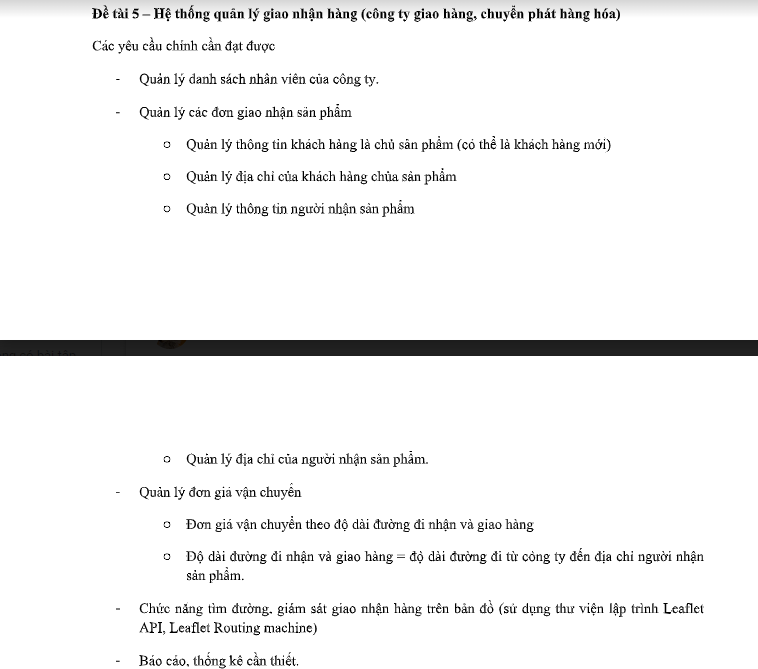 Đề tài 5 – Hệ thống quản lý giao nhận hàng (công ty giao hàng, chuyển phát hàng hóa)
Các yêu cầu chính cần đạt được
- Quản lý danh sách nhân viên của công ty.
- Quản lý các đơn giao nhận sản phẩm
o Quản lý thông tin khách hàng là chủ sản phẩm (có thể là khách hàng mới)
o Quản lý địa chỉ của khách hàng chủa sản phẩm
o Quản lý thông tin người nhận sản phẩm
o Quản lý địa chỉ của người nhận sản phẩm.
- Quản lý đơn giá vận chuyển
o Đơn giá vận chuyển theo độ dài đường đi nhận và giao hàng
o Độ dài đường đi nhận và giao hàng = độ dài đường đi từ công ty đến địa chỉ người nhận
sản phẩm.
- Chức năng tìm đường, giám sát giao nhận hàng trên bản đồ (sử dụng thư viện lập trình Leaflet
API, Leaflet Routing machine)
- Báo cáo, thống kê cần thiết.